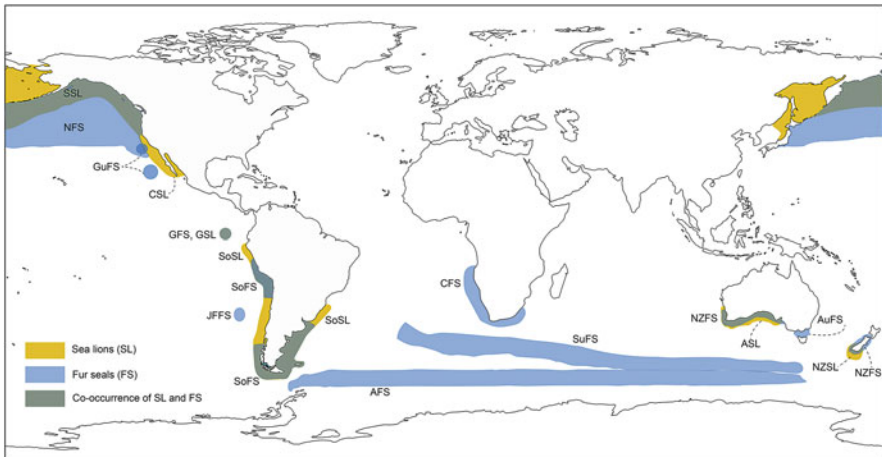 SSL
NFS
GuFS
CSL
GFS, GSL
SoSL
SoFS
JFFS
SoSL
SoFS
CFS
SuFS
AFS
NZFS
ASL
AuFS
NZSL
NZFS
Sea lions (SL)
Fur seals (FS)
Co-occurrence of SL and FS